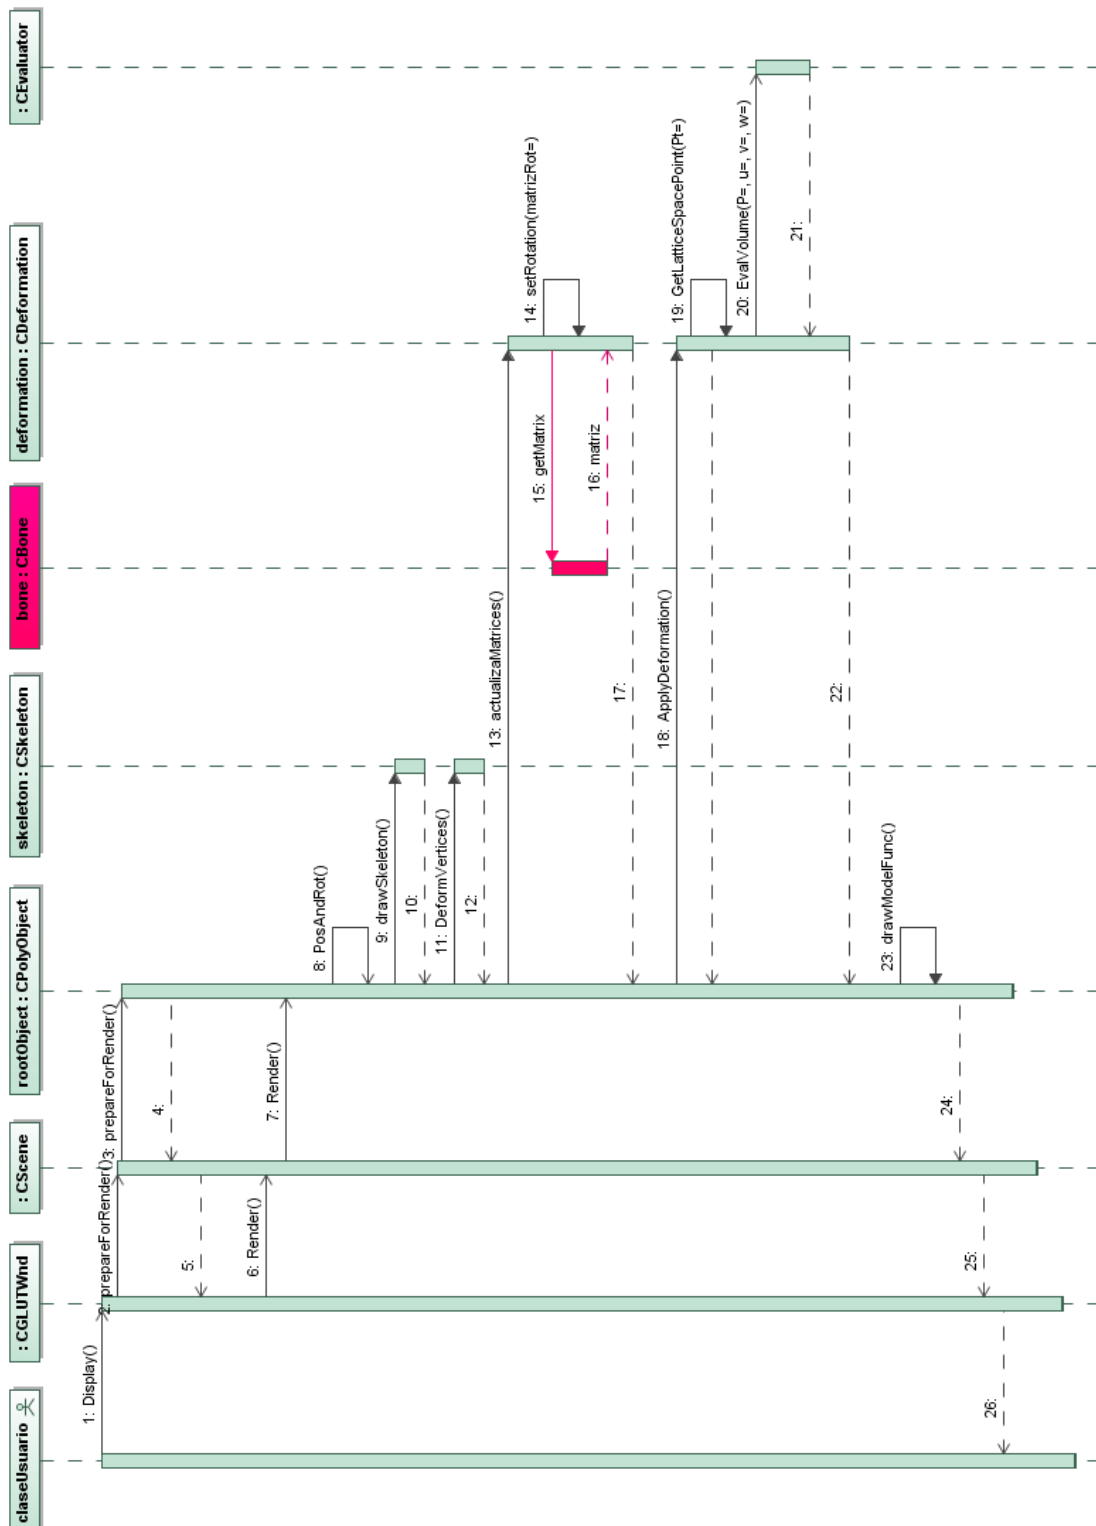 claseUsuario
: CGLUTWnd
: CScene
rootObject : CPolyObject
skeleton : CSkeleton
bone : CBone
deformation : CDeformation
: CEvaluator
1: Display()
2: prepareForRender()
3: prepareForRender()
4:
5:
6: Render()
7: Render()
8: PosAndRot()
9: drawSkeleton()
10:
11: DeformVertices()
12:
13: actualizaMatrices()
14: setRotation(matrizRot=)
15: getMatrix
16: matriz
17:
18: ApplyDeformation()
19: GetLatticeSpacePoint(Pt=)
20: EvalVolume(P=, u=, v=, w=)
21:
22:
23: drawModelFunc()
24:
25:
26: